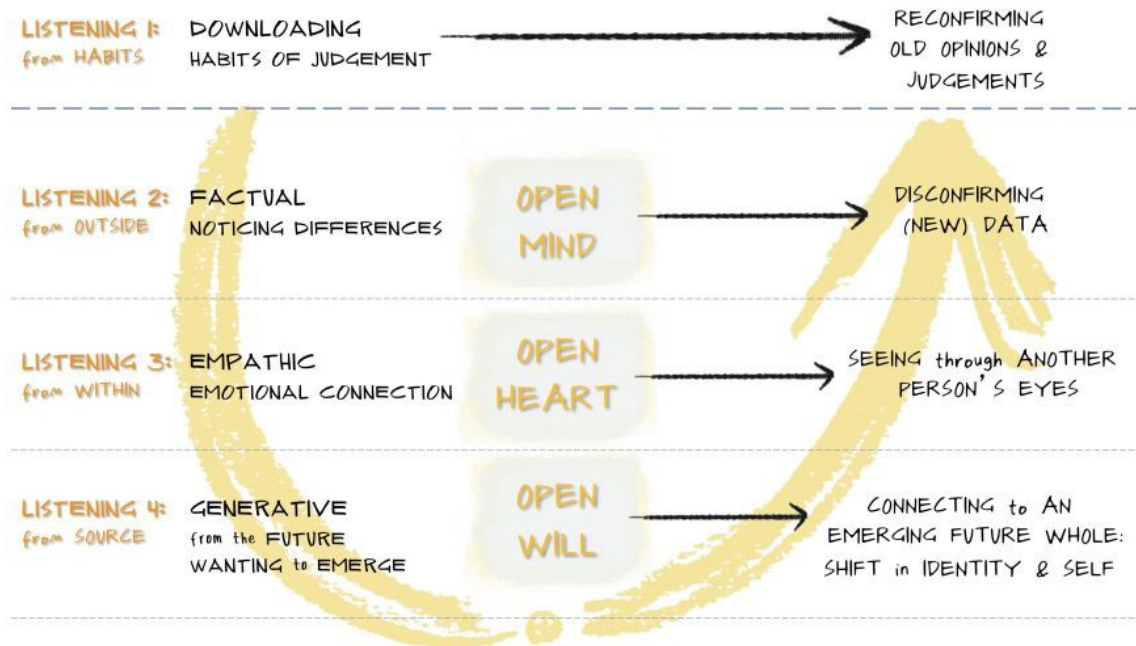 LISTENING 1: DOWNLOADING
from HABITS HABITS OF JUDGEMENT
RECONFIRMING
OLD OPINIONS &
JUDGEMENTS
LISTENING 2: FACTUAL
from OUTSIDE NOTICING DIFFERENCES
OPEN
MIND
DISCONFIRMING
(NEW) DATA
LISTENING 3: EMPATHIC
from WITHIN EMOTIONAL CONNECTION
OPEN
HEART
SEEING through ANOTHER
PERSON'S EYES
LISTENING 4: GENERATIVE
from SOURCE from the FUTURE
WANTING to EMERGE
OPEN
WILL
CONNECTING to AN
EMERGING FUTURE WHOLE:
SHIFT in IDENTITY & SELF